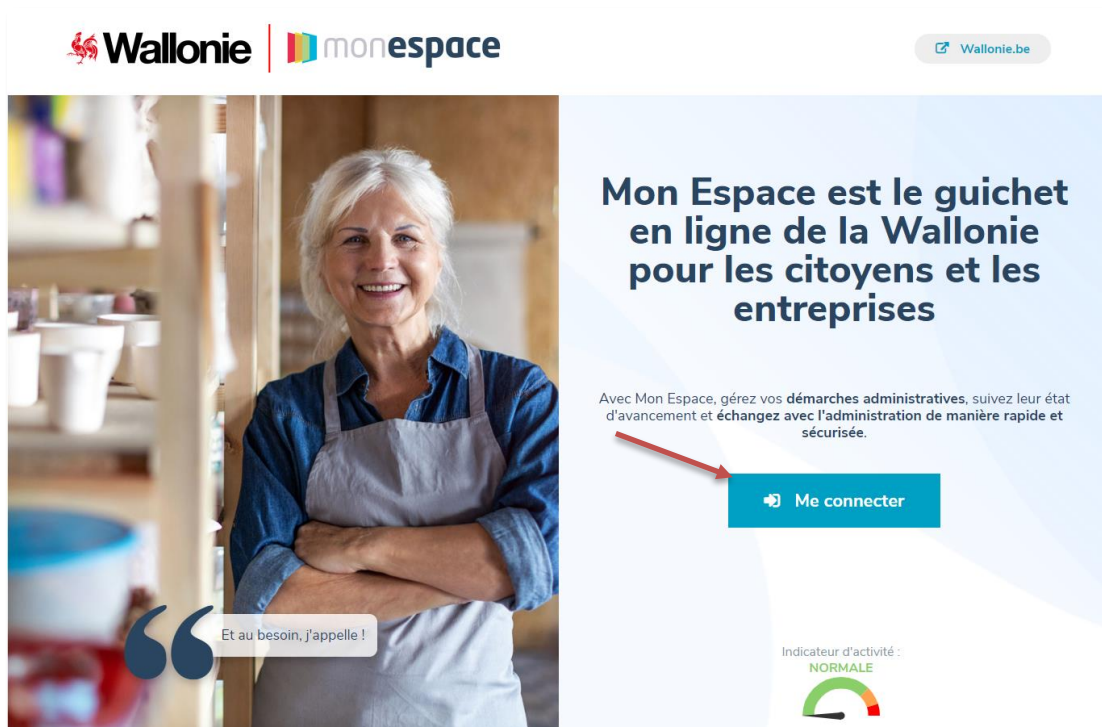 Wallonie
monespace
Wallonie.be
Mon Espace est le guichet
en ligne de la Wallonie
pour les citoyens et les
entreprises
Avec Mon Espace, gérez vos démarches administratives, suivez leur état
d'avancement et échangez avec l'administration de manière rapide et
sécurisée.
Me connecter
Et au besoin, j'appelle !
Indicateur d'activité :
NORMALE